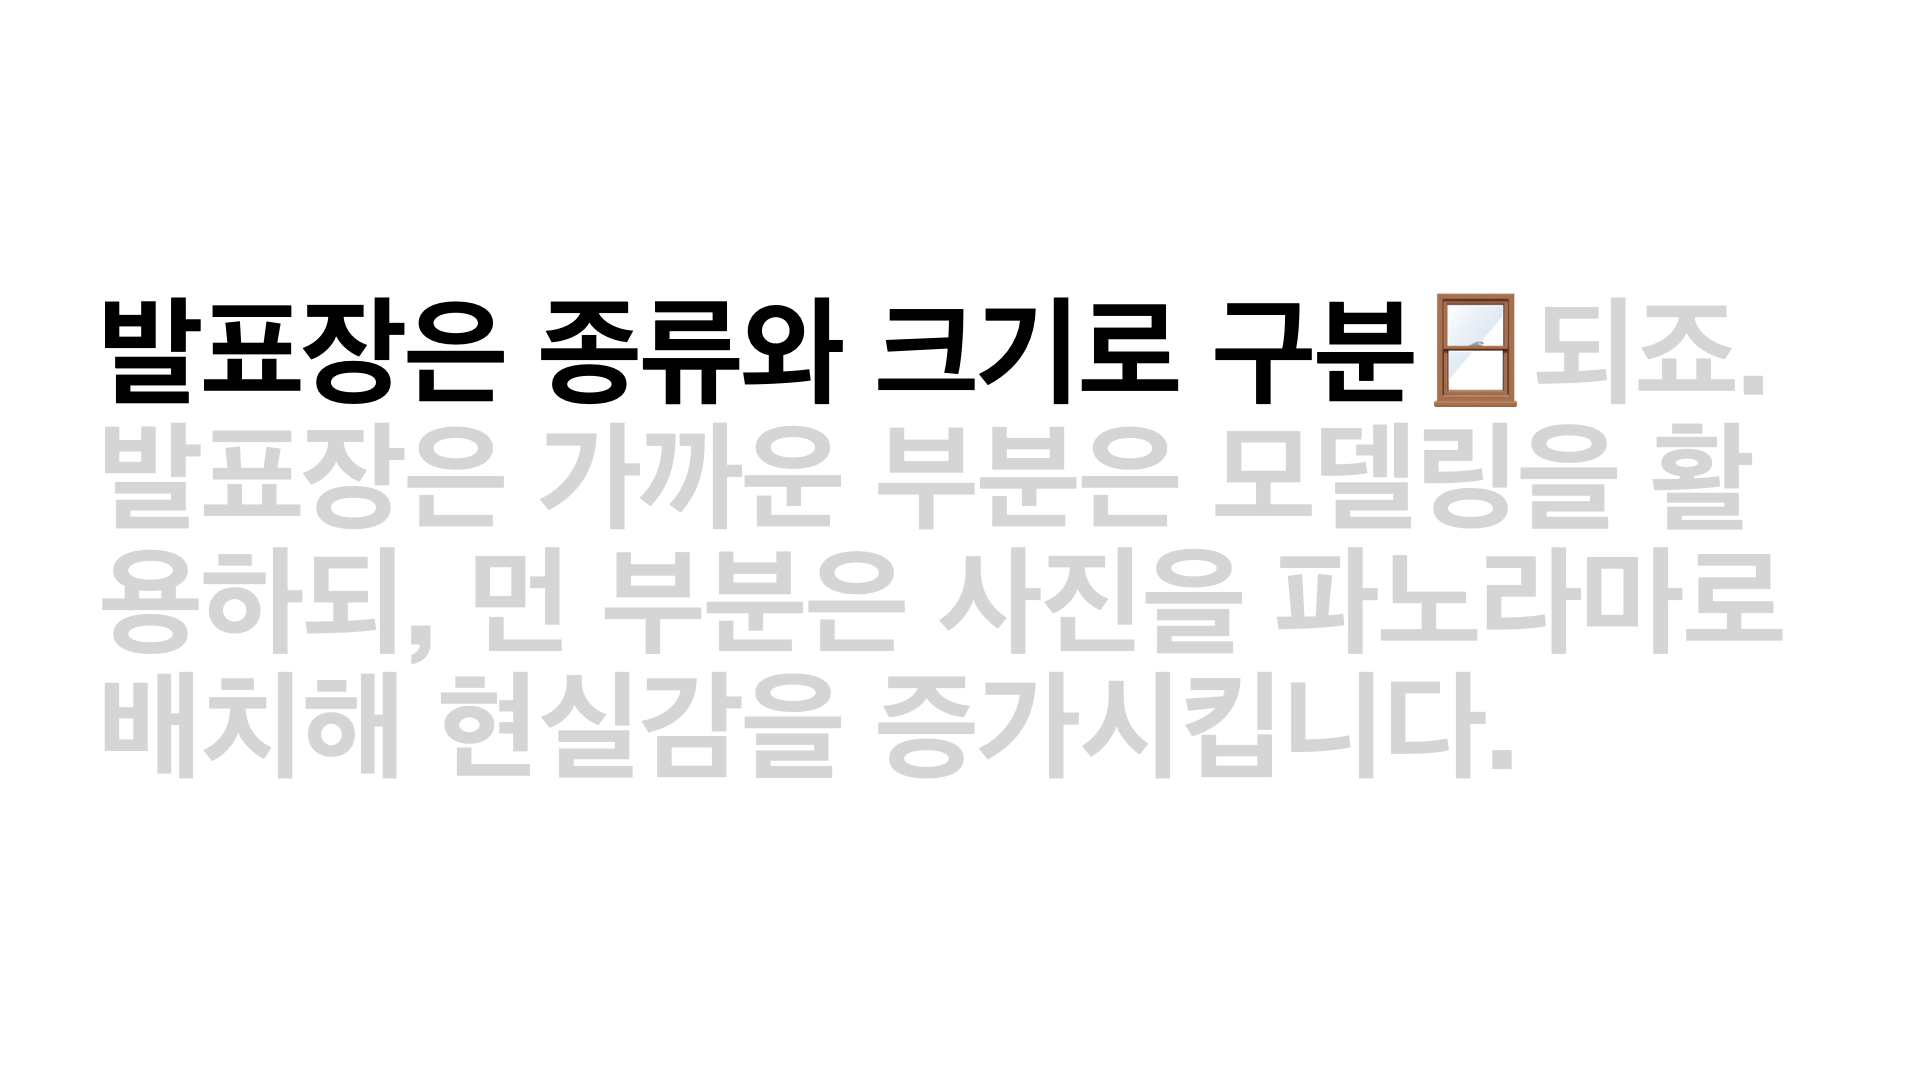 발표장은 종류와 크기로 구분🪟되죠.
발표장은 가까운 부분은 모델링을 활
용하되, 먼 부분은 사진을 파노라마로
배치해 현실감을 증가시킵니다.